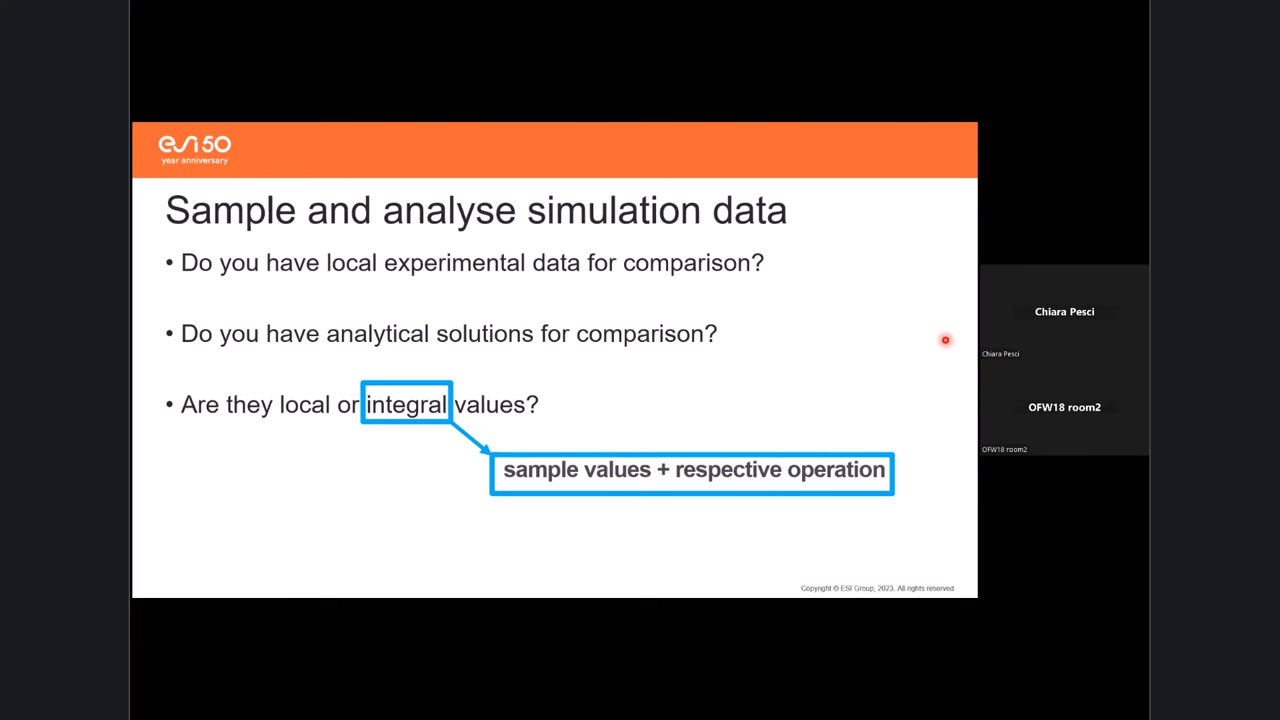 esi 50
year anniversary
Sample and analyse simulation data
• Do you have local experimental data for comparison?
• Do you have analytical solutions for comparison?
• Are they local or integral values?
sample values + respective operation
Copyright © ESI Group, 2023. All rights reserved.
Chiara Pesci
Chiara Pesci
OFW18 room2
OFW18 room2